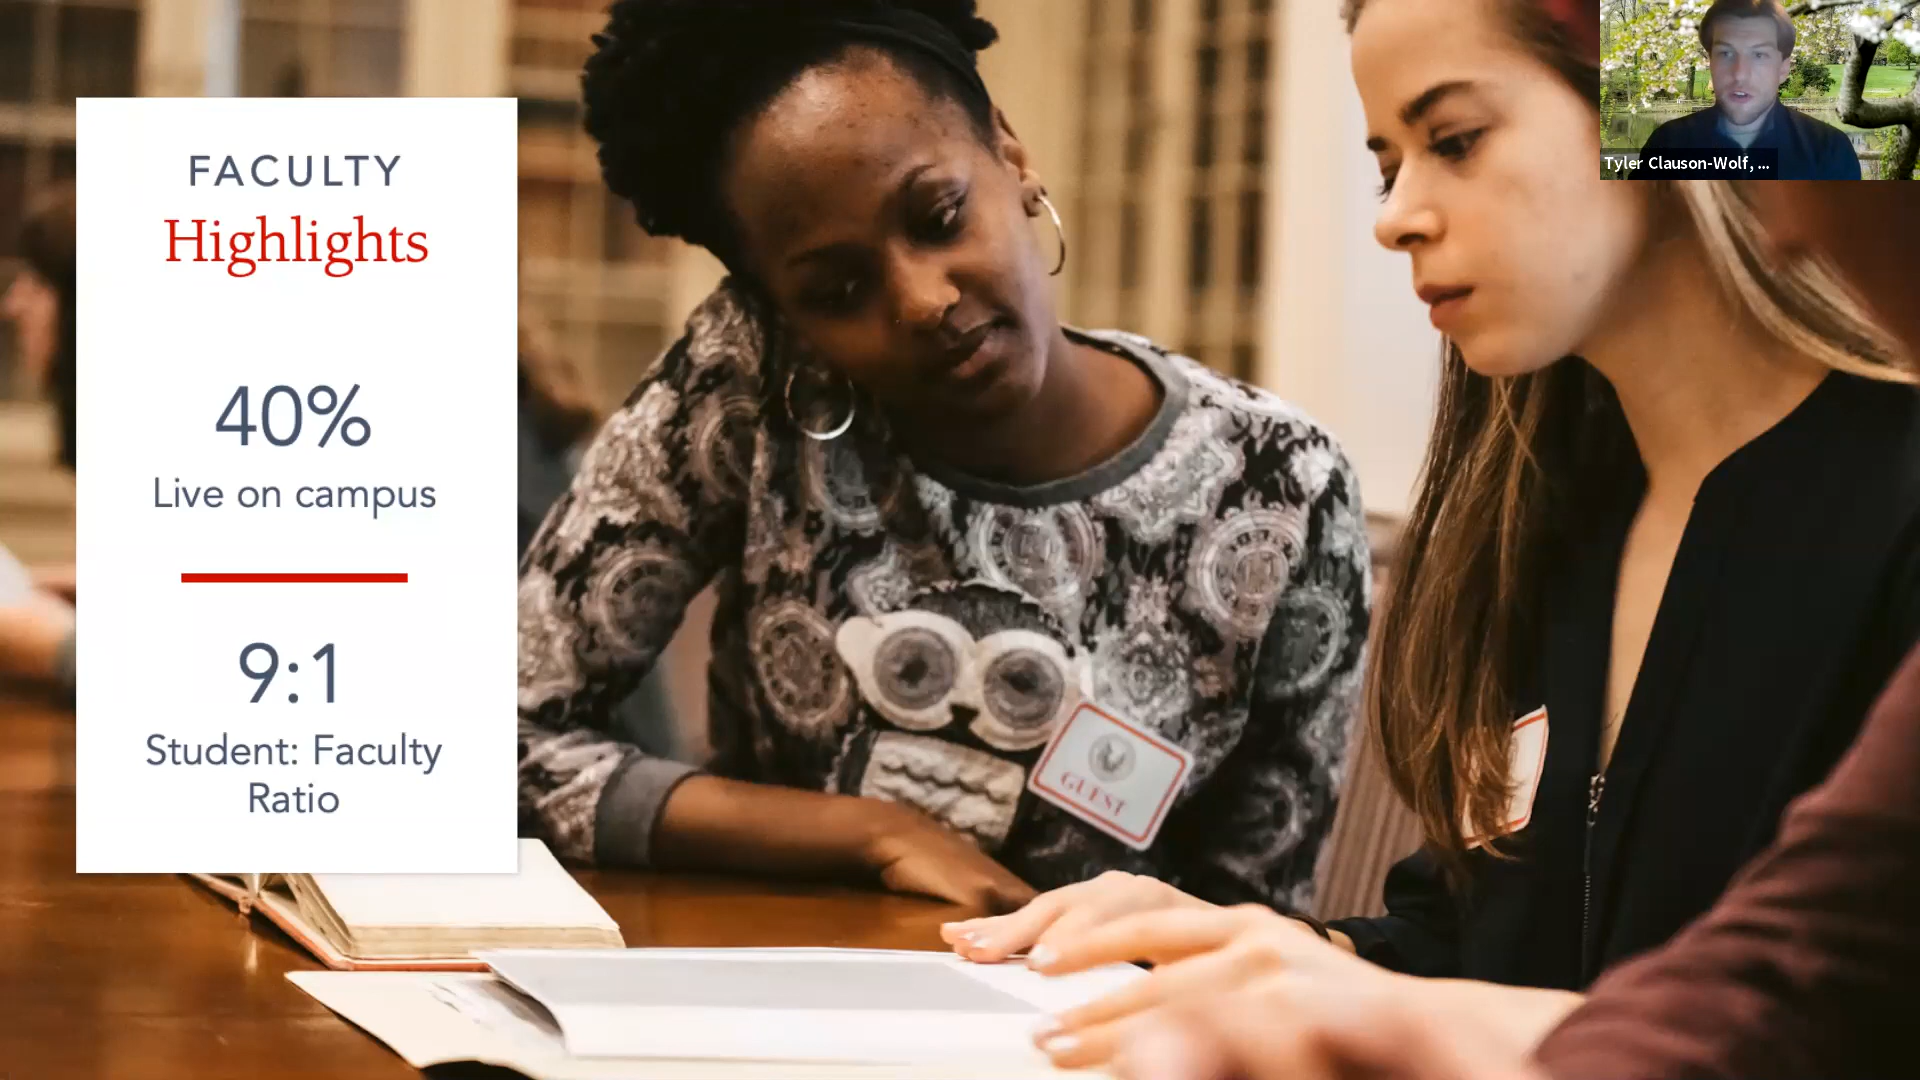 FACULTY
Highlights
40%
Live on campus
9:1
Student: Faculty
Ratio
Tyler Clauson-Wolf, ...
GUEST